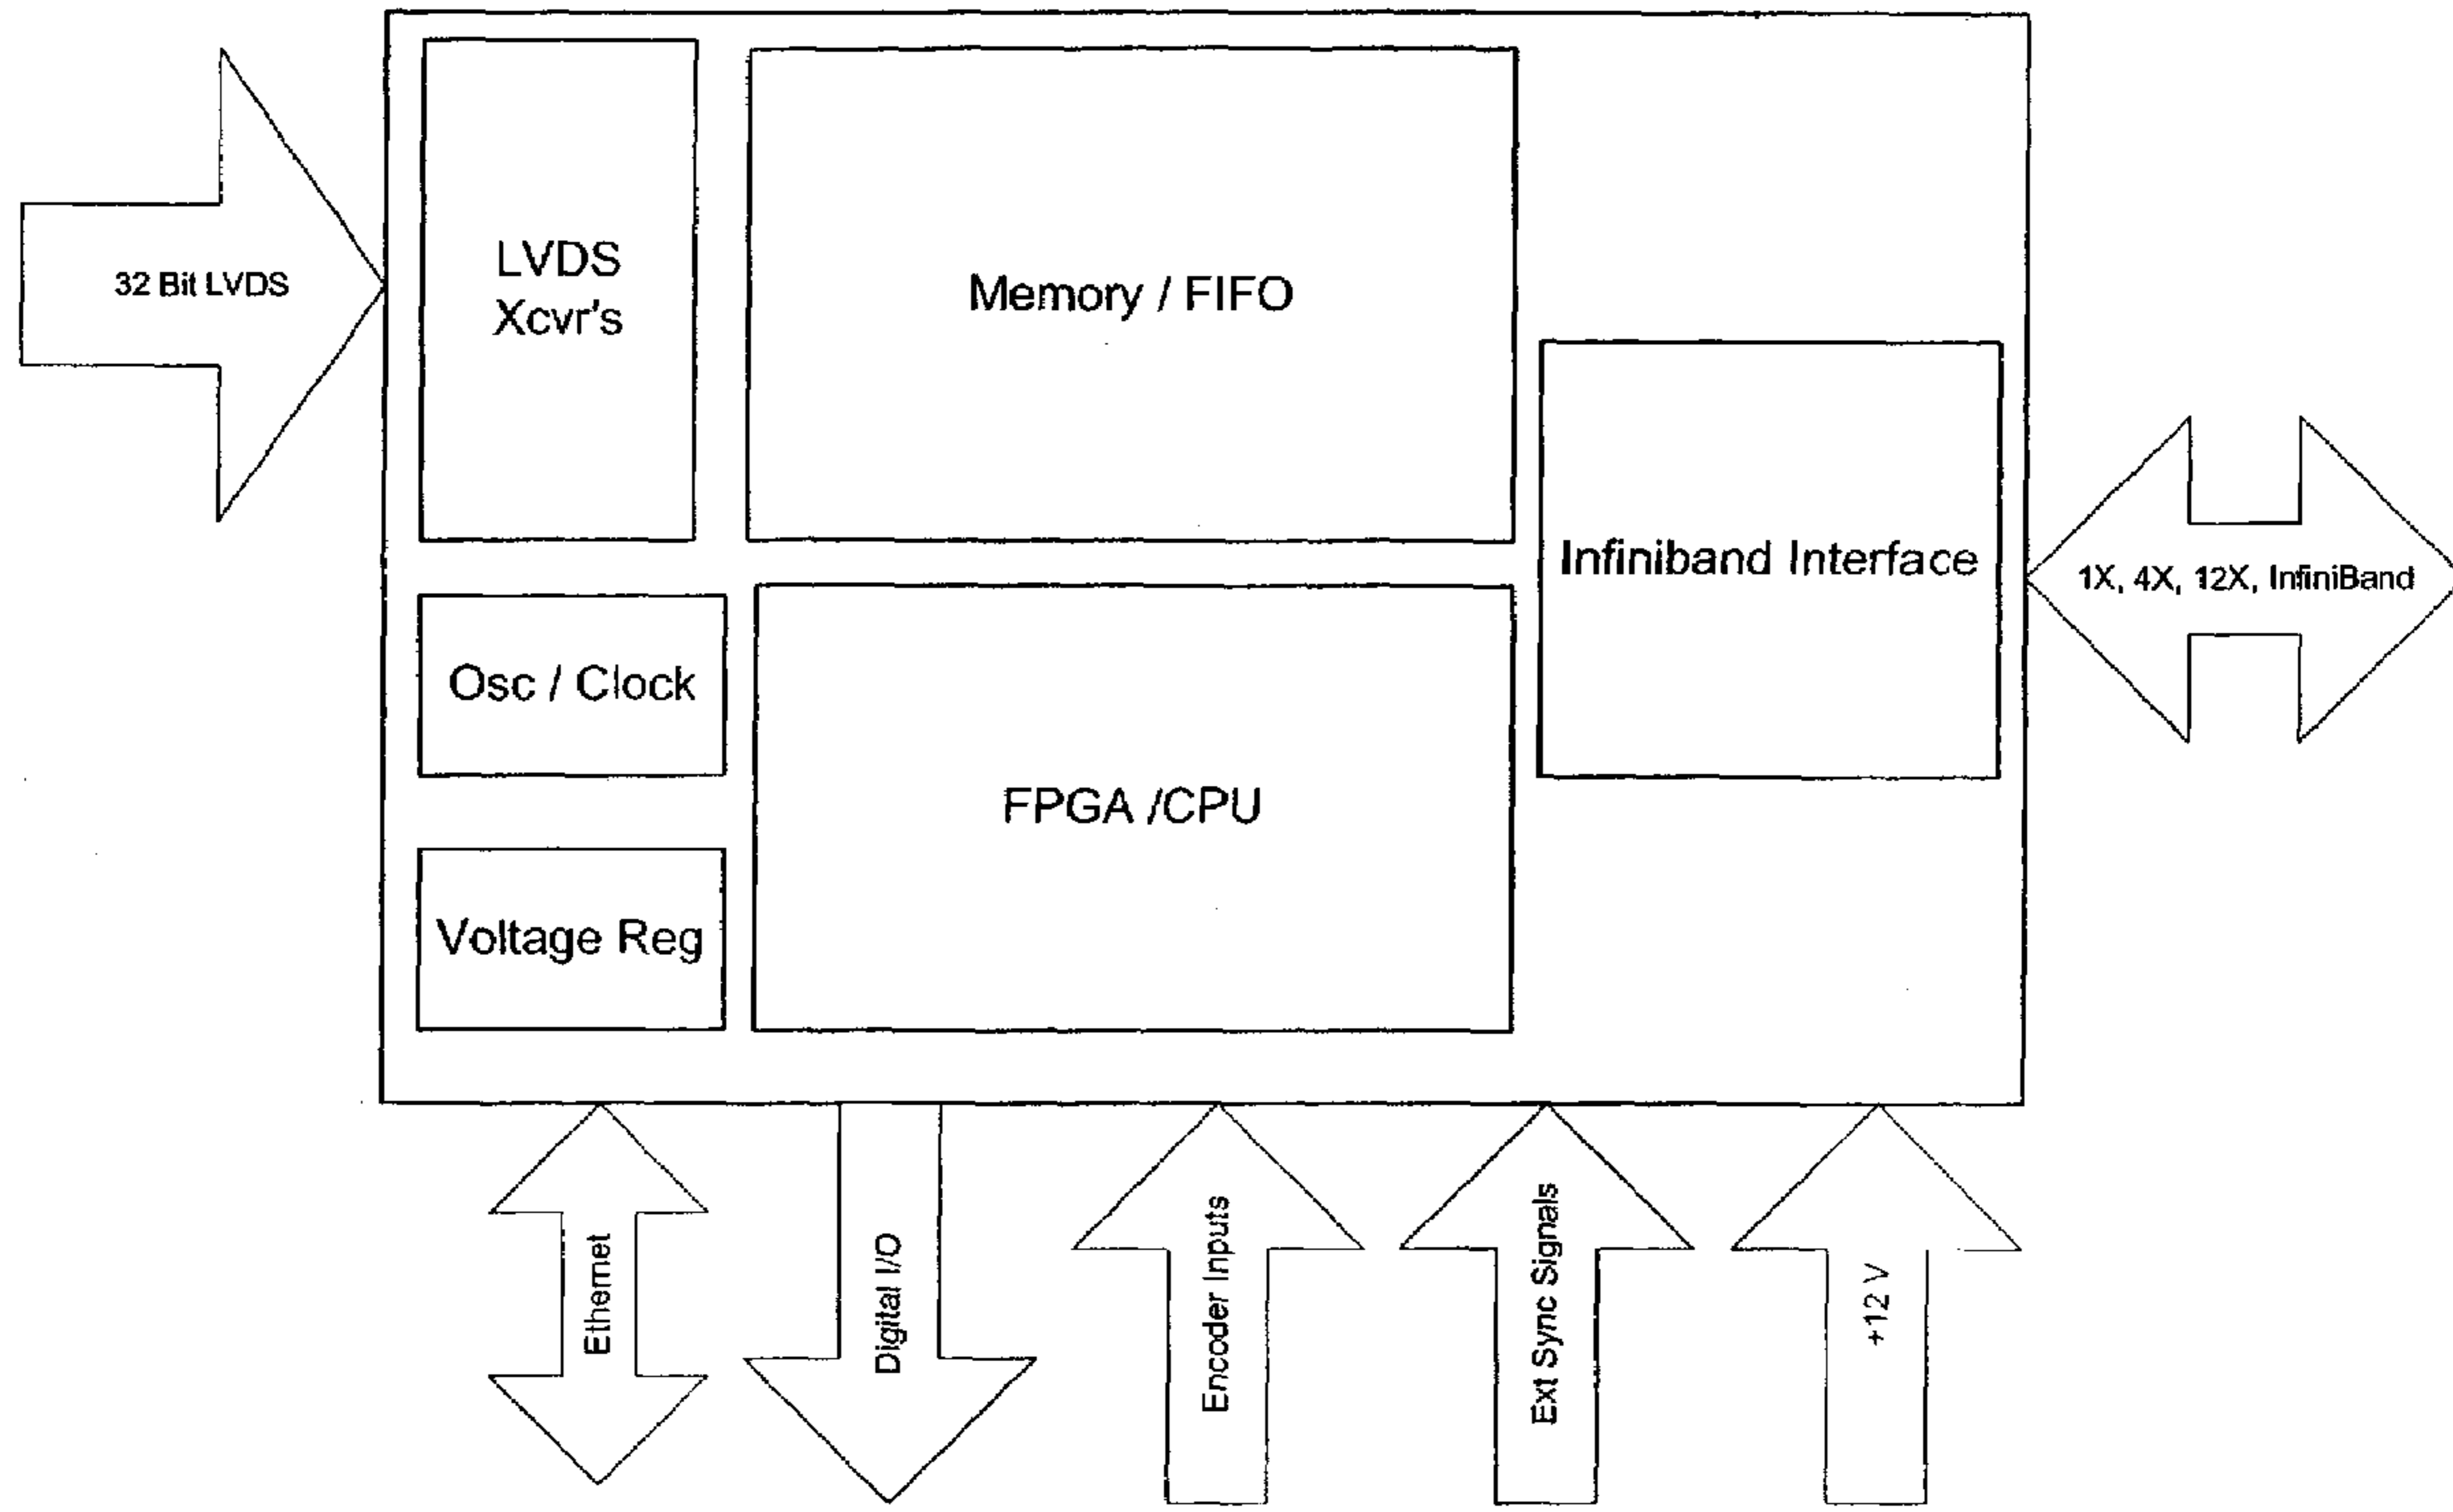 32 Bit LVDS
LVDS
Xcvr's
Memory / FIFO
Infiniband Interface
1X, 4X, 12X, InfiniBand
Osc / Clock
FPGA /CPU
Voltage Reg
Ethernet
Digital I/O
Encoder Inputs
Ext Sync Signals
+12 V